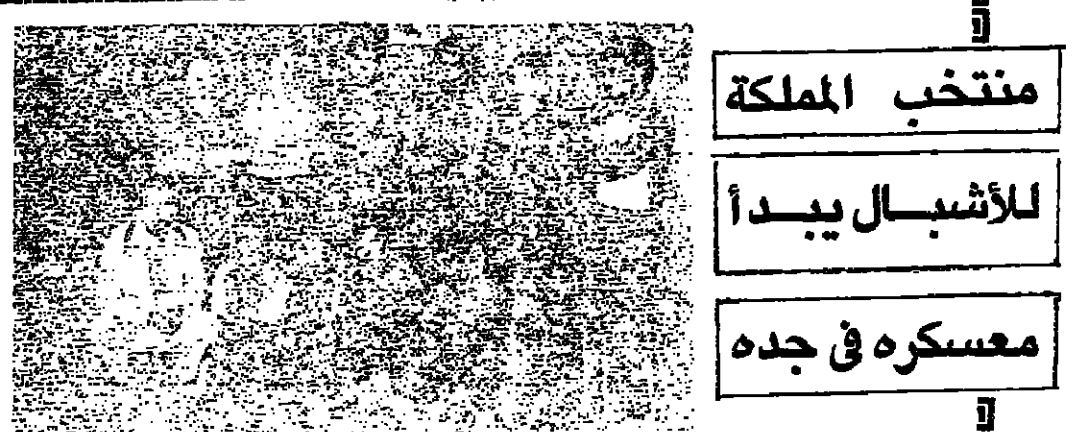 منتخب المملكة
للأشبال يبدأ
معسكره فى جده